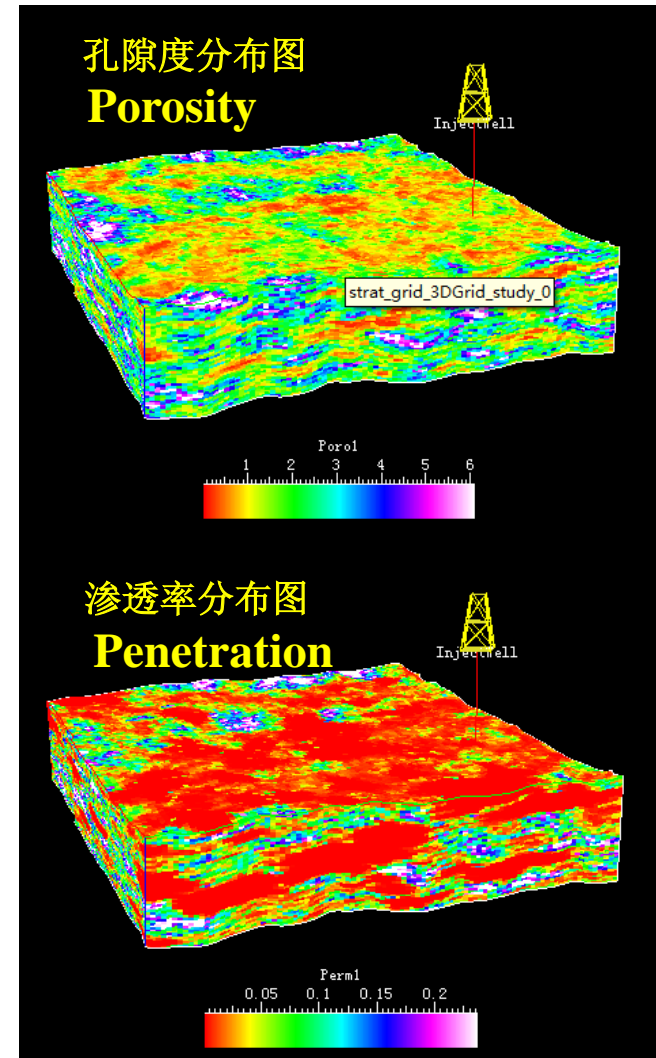 孔隙度分布图
Porosity
InjectWell
strat_grid_3DGrid_study_0
Poro1
1 2 3 4 5 6
渗透率分布图
Penetration
InjectWell
Perm1
0.05 0.1 0.15 0.2